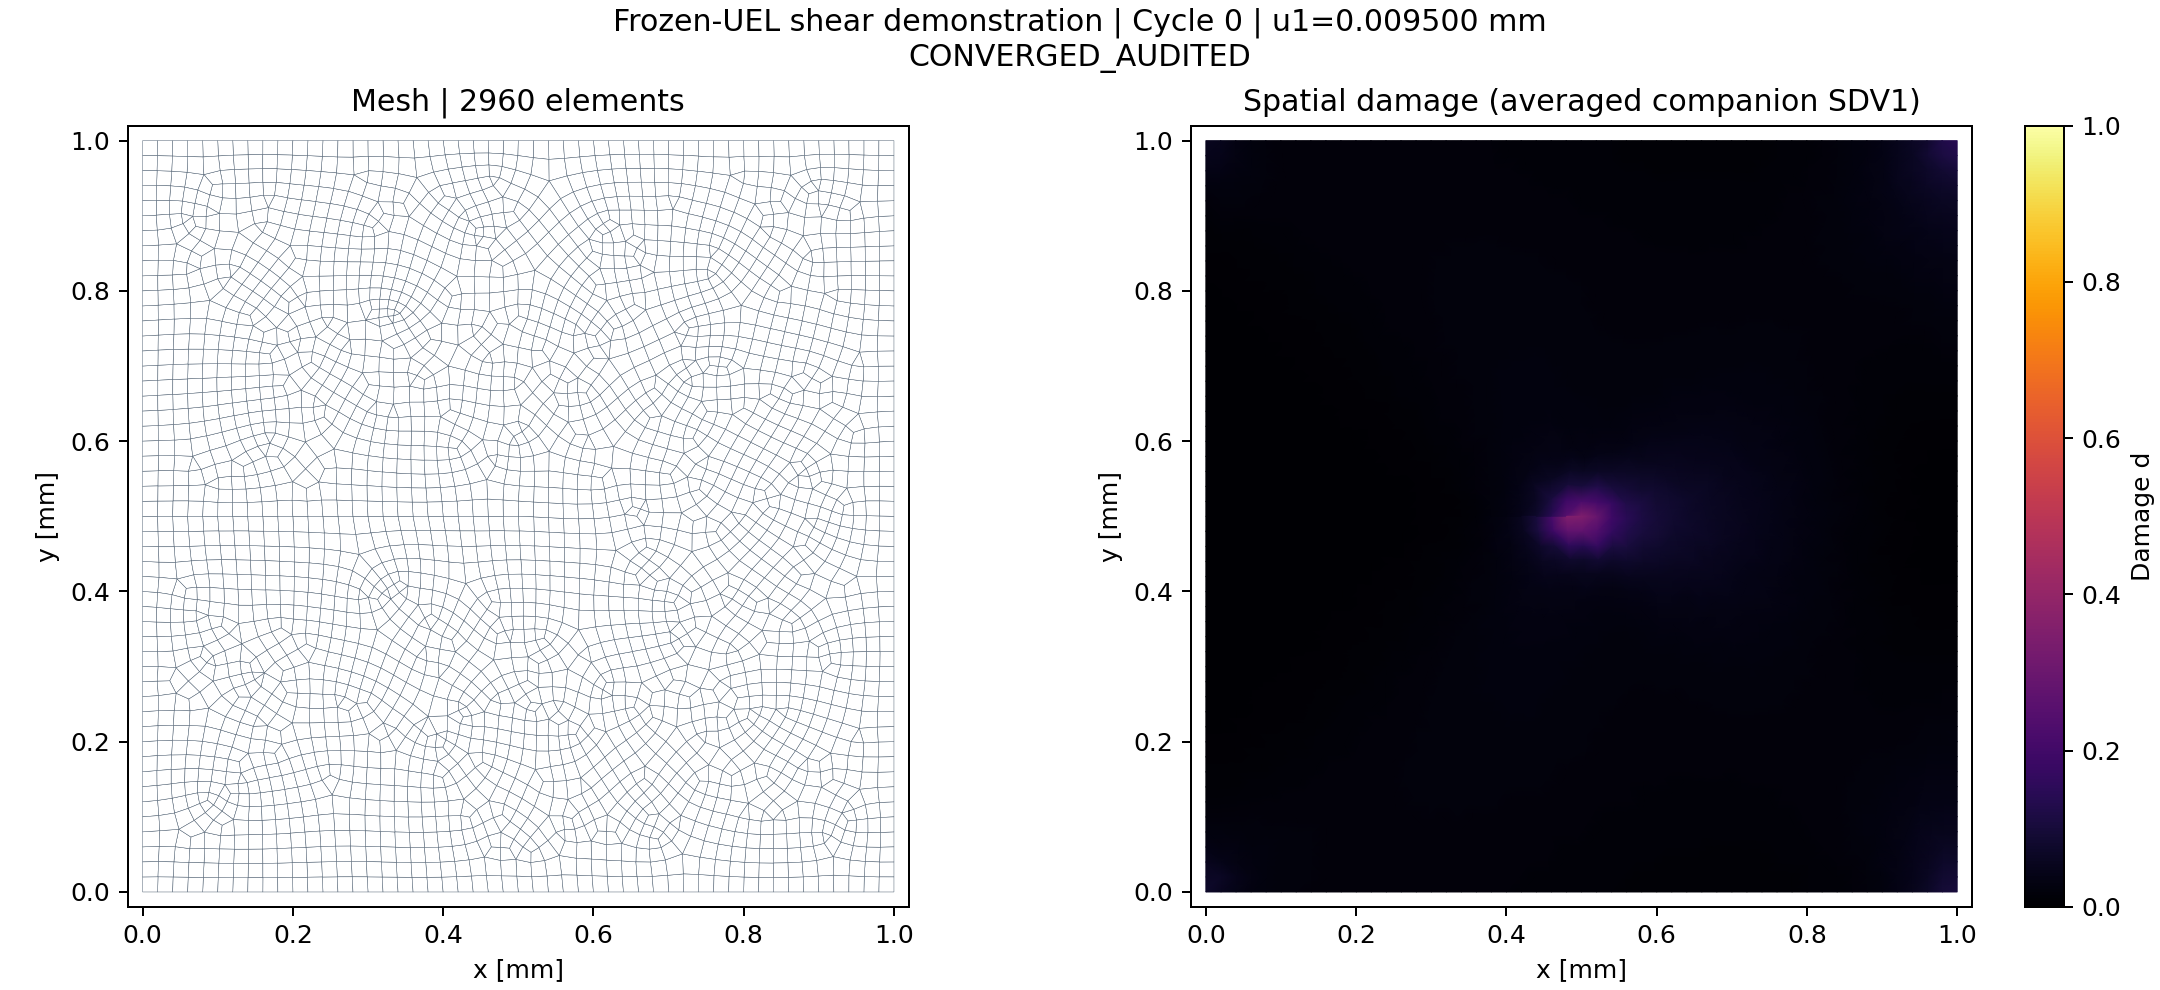 Frozen-UEL shear demonstration | Cycle 0 | u1=0.009500 mm
CONVERGED_AUDITED
Mesh | 2960 elements
1.0
0.8
0.6
0.4
0.2
0.0
y [mm]
0.0 0.2 0.4 0.6 0.8 1.0
x [mm]
Spatial damage (averaged companion SDV1)
1.0
0.8
0.6
0.4
0.2
0.0
y [mm]
0.0 0.2 0.4 0.6 0.8 1.0
x [mm]
1.0
0.8
0.6
0.4
0.2
0.0
Damage d